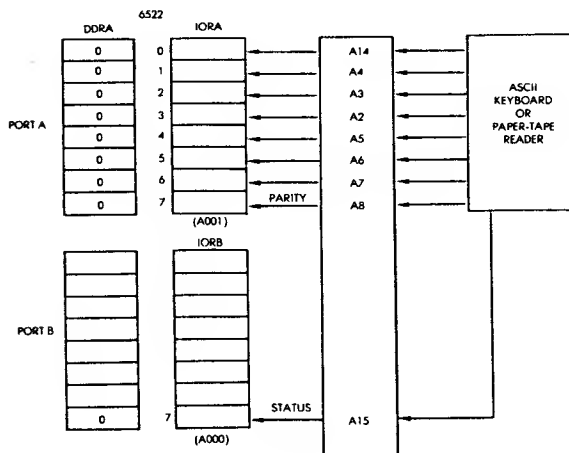 6522
DDRA IORA
0 0 A14
0 1 A4
0 2 A3
0 3 A2
PORT A
0 4 A5
0 5 A6
0 6 A7
0 7 PARITY A8
ASCII
KEYBOARD
OR
PAPER-TAPE
READER
(A001)
IORB
PORT B
STATUS
0 7 A15
(A000)